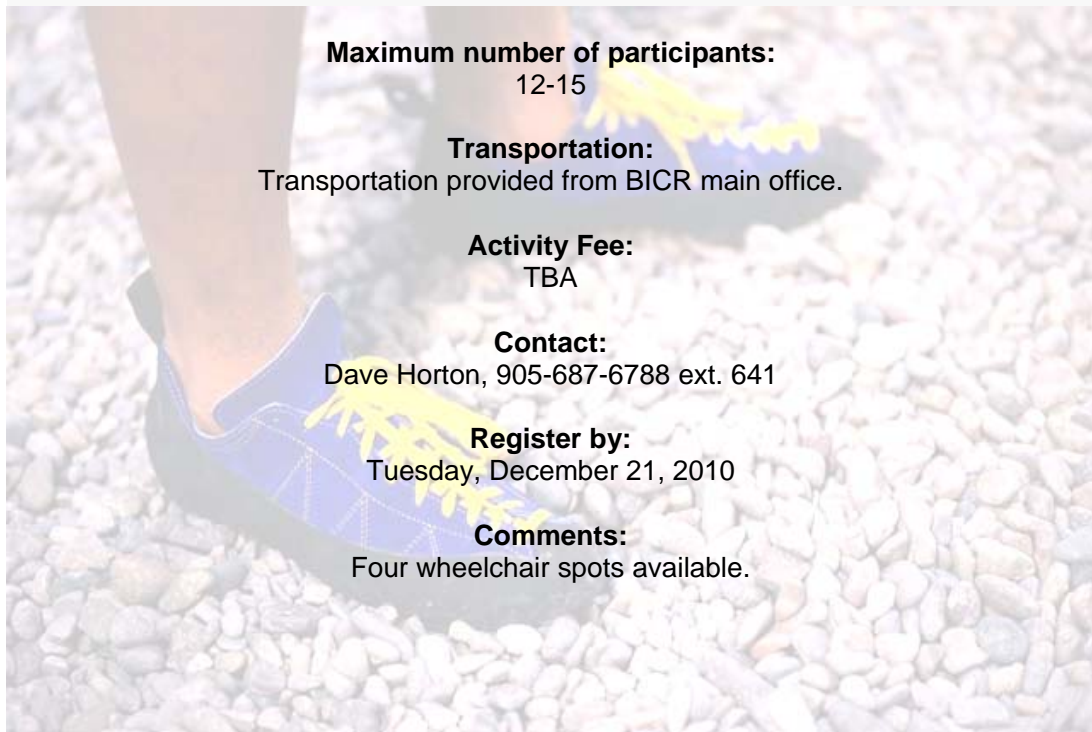 Maximum number of participants:
12-15
Transportation:
Transportation provided from BICR main office.
Activity Fee:
TBA
Contact:
Dave Horton, 905-687-6788 ext. 641
Register by:
Tuesday, December 21, 2010
Comments:
Four wheelchair spots available.